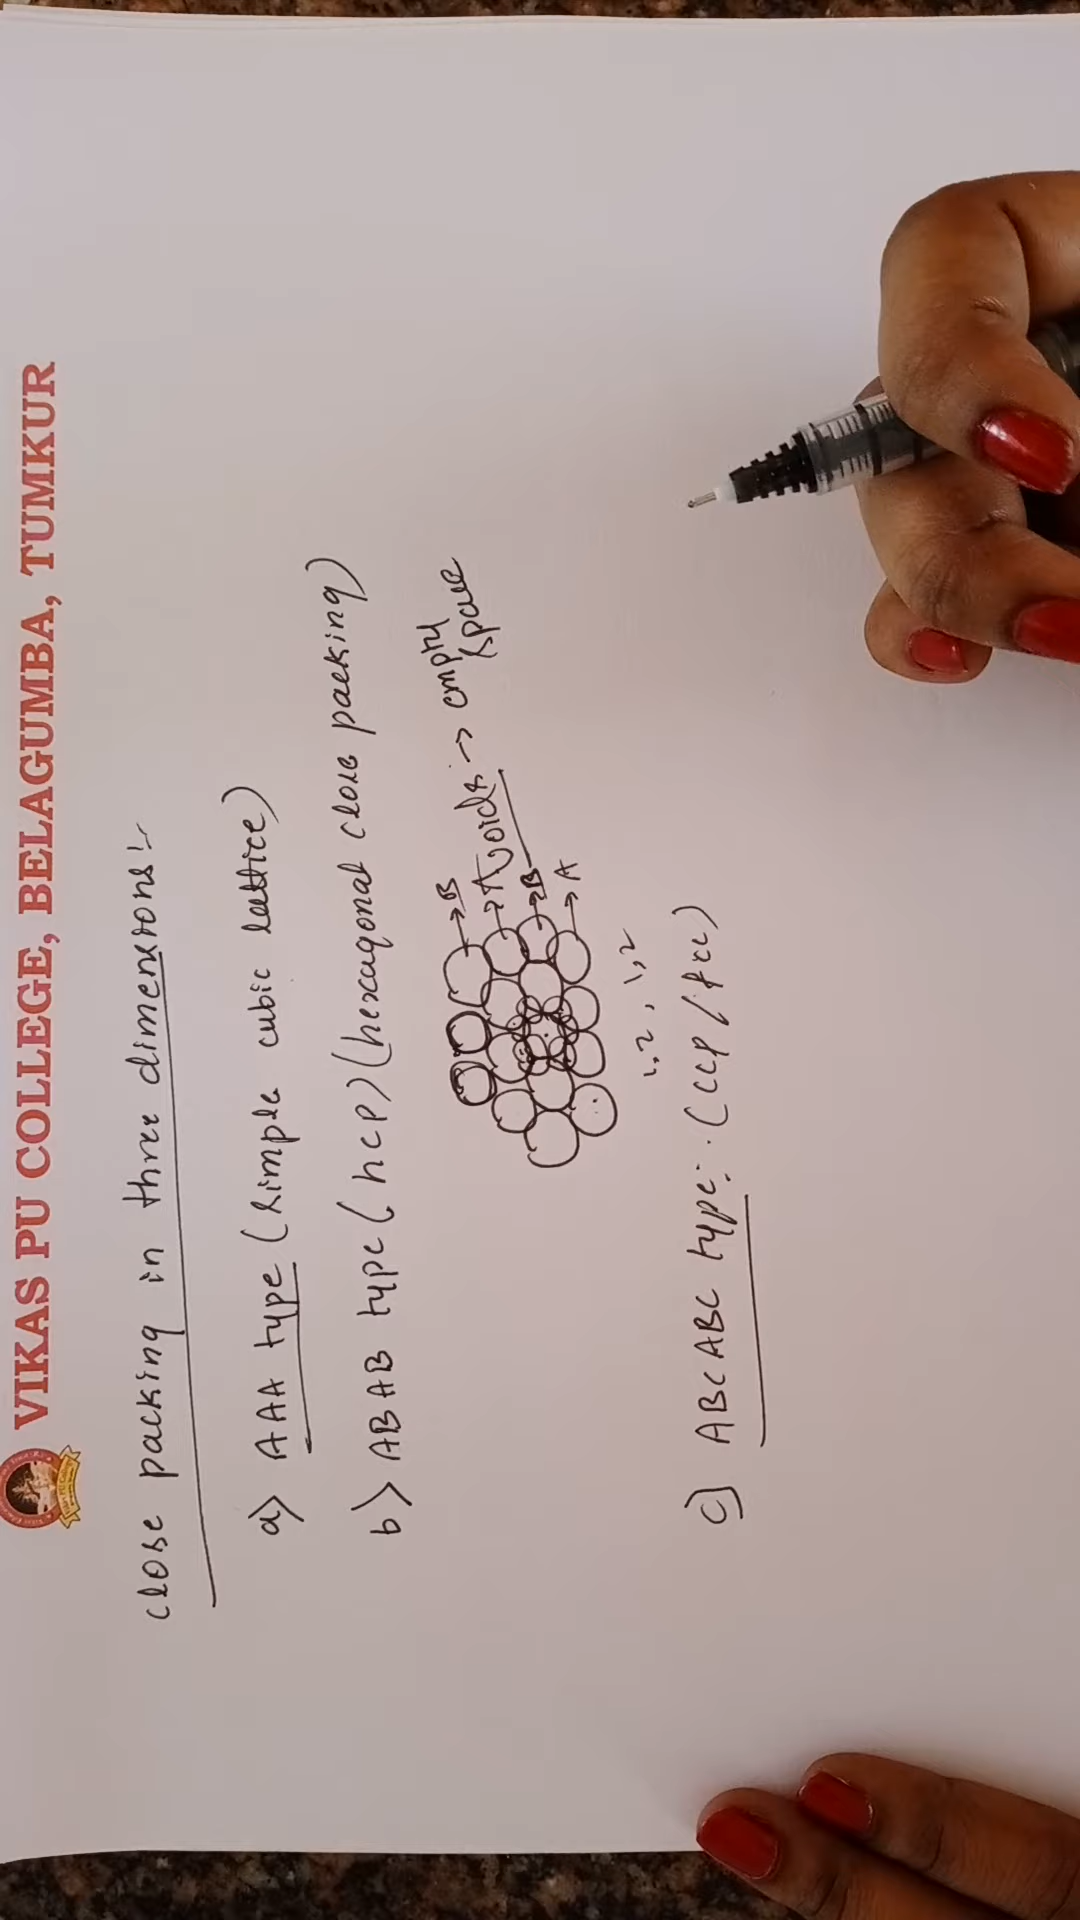 VIKAS PU COLLEGE, BELAGUMBA, TUMKUR
close packing in three dimensions:-
a) AAA type (simple cubic lattice)
b) ABAB type (hcp) (hexagonal close packing)
→B
→A voids → empty space
→B
→A
1,2, 1,2
c) ABCABC type:- (ccp/fcc)